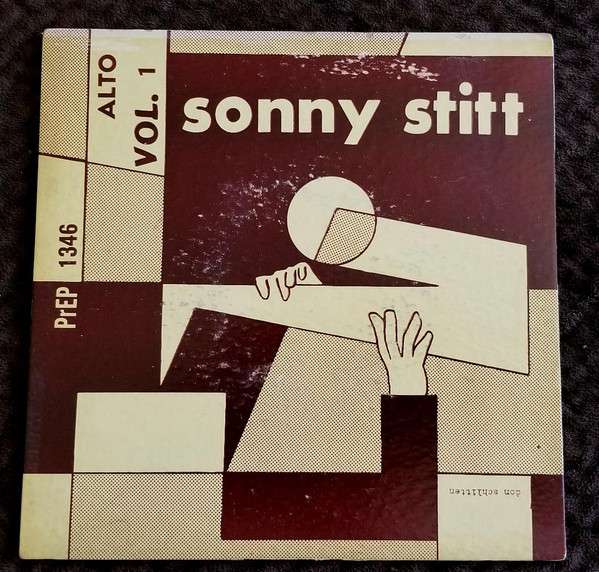 ALTO
VOL. 1
sonny stitt
PrEP 1346
don schlitten